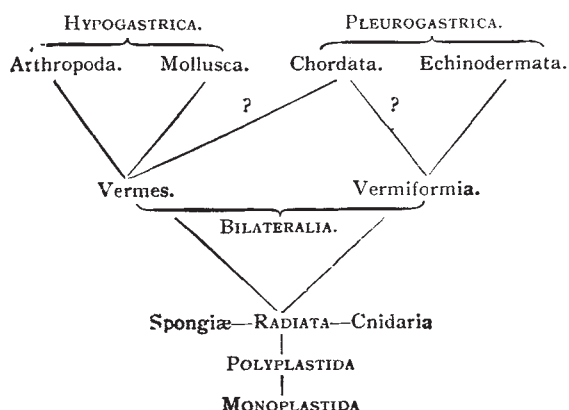 HYPOGASTRICA. PLEUROGASTRICA.
Arthropoda. Mollusca. Chordata. Echinodermata.
? ?
Vermes. Vermiformia.
BILATERALIA.
Spongiæ—RADIATA—Cnidaria
POLYPLASTIDA
MONOPLASTIDA